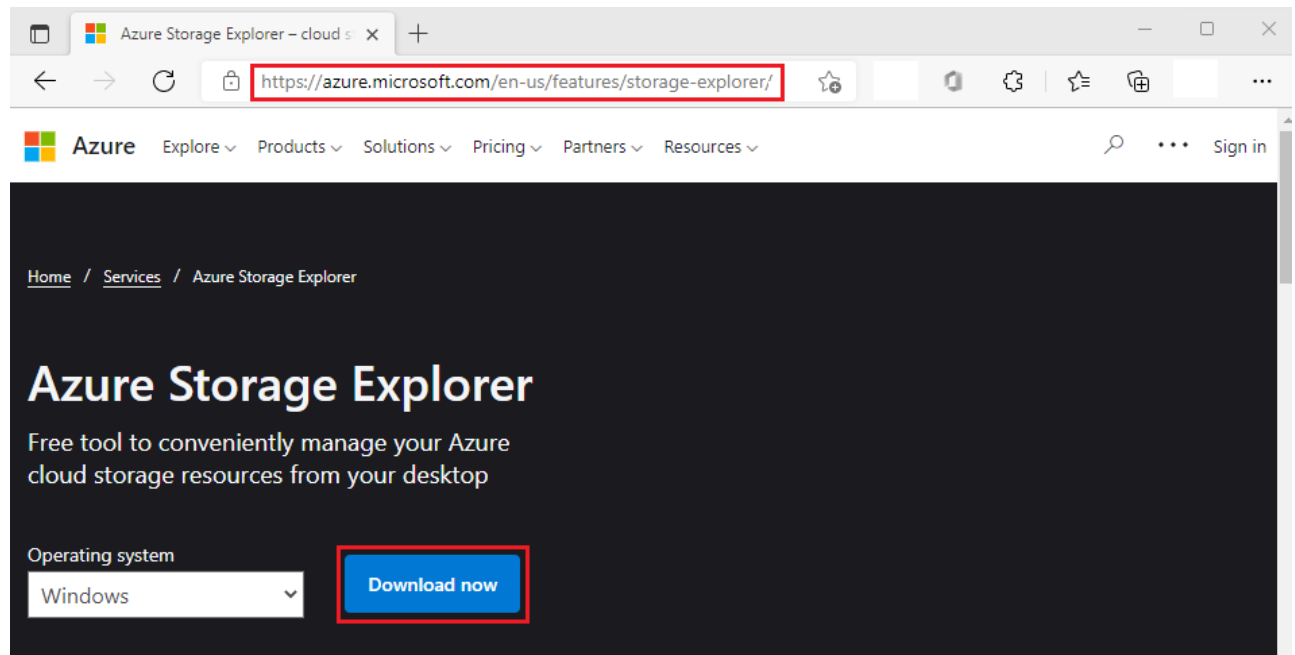 Azure Storage Explorer – cloud s
https://azure.microsoft.com/en-us/features/storage-explorer/
Azure Explore Products Solutions Pricing Partners Resources Sign in
Home / Services / Azure Storage Explorer
Azure Storage Explorer
Free tool to conveniently manage your Azure
cloud storage resources from your desktop
Operating system
Windows
Download now